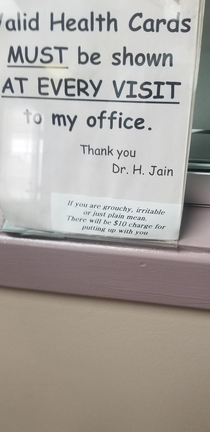 Valid Health Cards
MUST be shown
AT EVERY VISIT
to my office.
Thank you
Dr. H. Jain
If you are grouchy, irritable
or just plain mean.
There will be $10 charge for
putting up with you